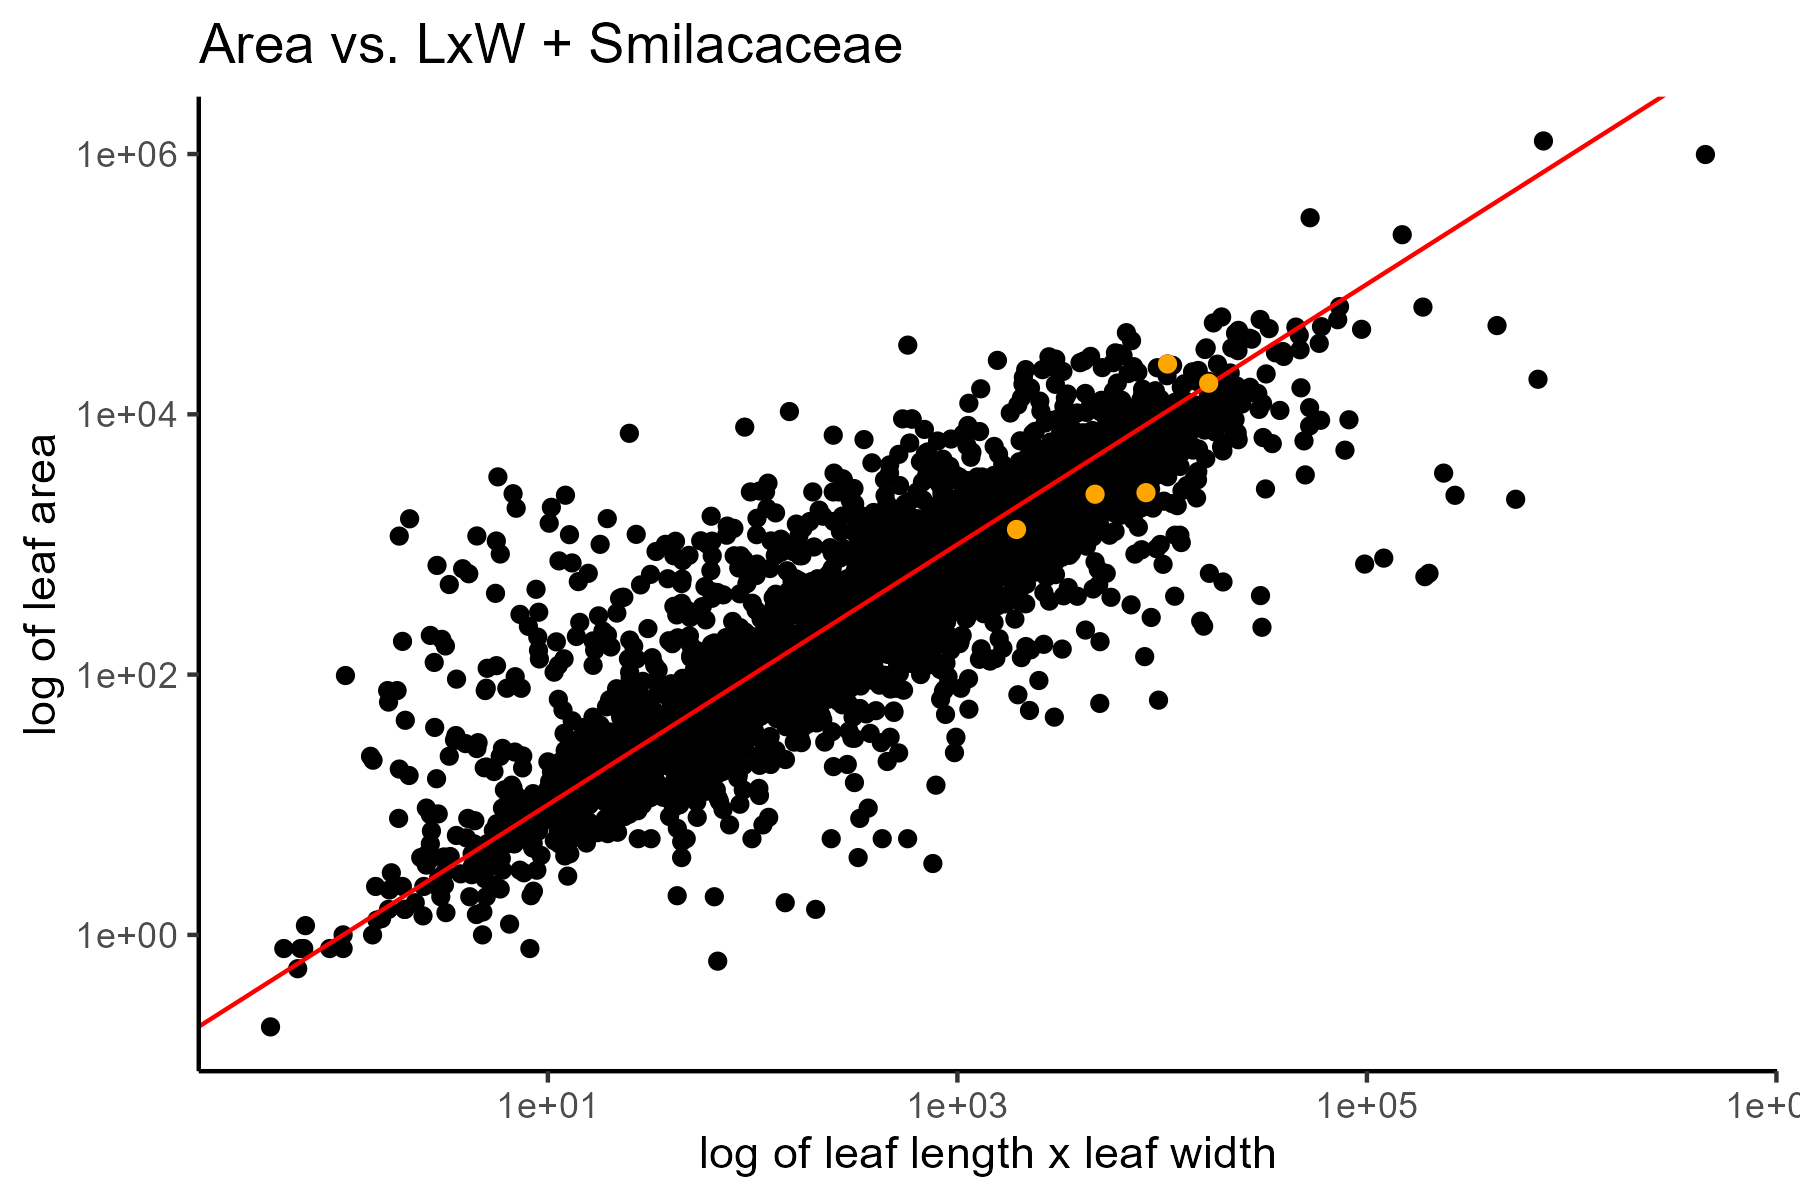 Area vs. LxW + Smilacaceae
1e+06
1e+04
1e+02
1e+00
log of leaf area
1e+01
1e+03
1e+05
log of leaf length x leaf width